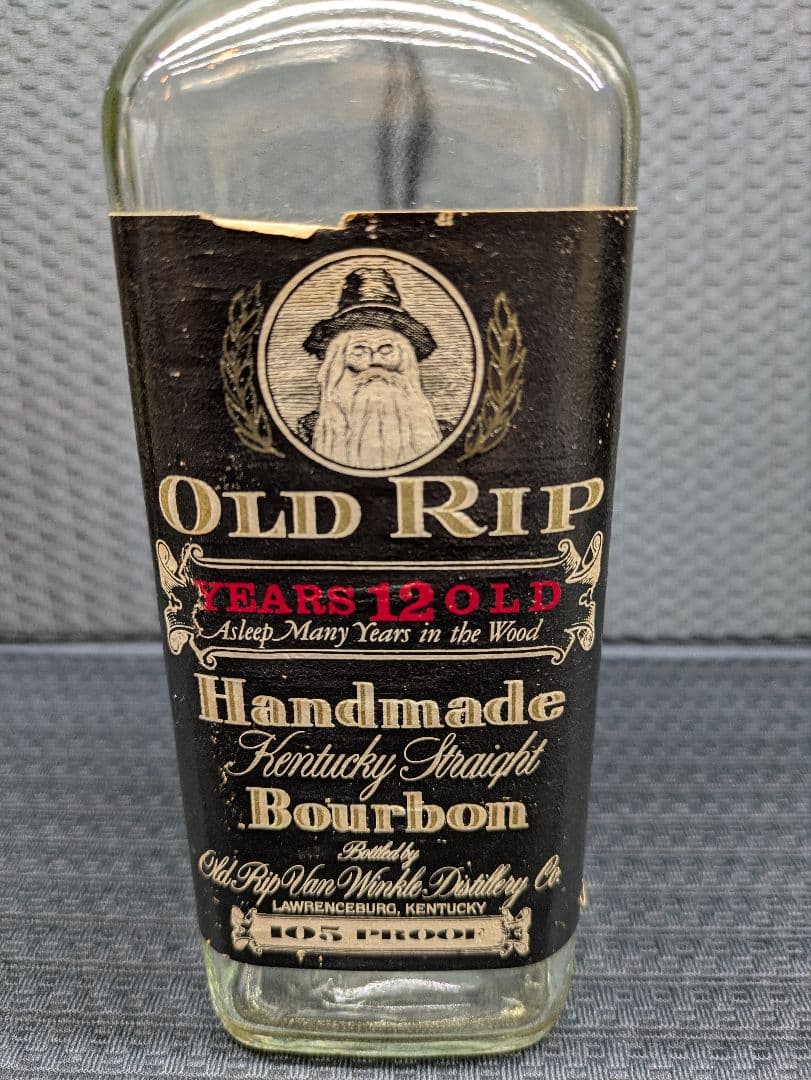 OLD RIP
YEARS 12 OLD
Asleep Many Years in the Wood
Handmade
Kentucky Straight
Bourbon
Bottled by
Old Rip Van Winkle Distillery Co.
LAWRENCEBURG, KENTUCKY
105 PROOF